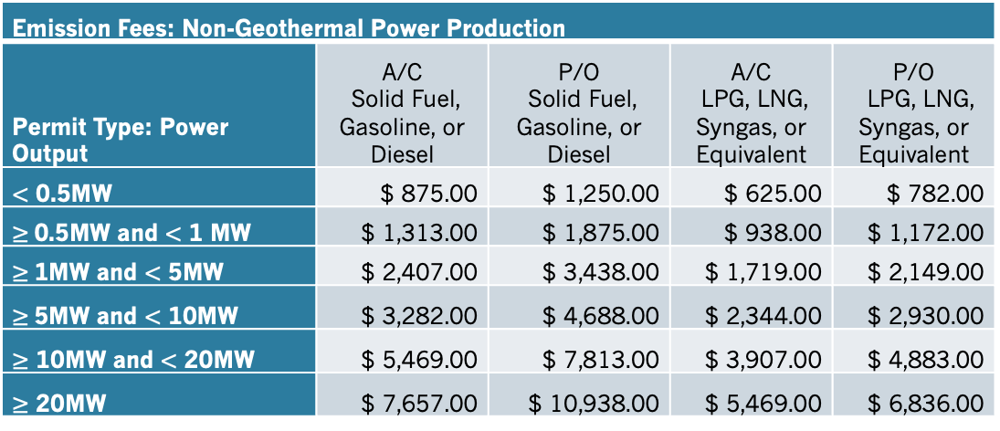 Emission Fees: Non-Geothermal Power Production
Permit Type: Power
Output
A/C
Solid Fuel,
Gasoline, or
Diesel
P/O
Solid Fuel,
Gasoline, or
Diesel
A/C
LPG, LNG,
Syngas, or
Equivalent
P/O
LPG, LNG,
Syngas, or
Equivalent
< 0.5MW $ 875.00 $ 1,250.00 $ 625.00 $ 782.00
≥ 0.5MW and < 1 MW $ 1,313.00 $ 1,875.00 $ 938.00 $ 1,172.00
≥ 1MW and < 5MW $ 2,407.00 $ 3,438.00 $ 1,719.00 $ 2,149.00
≥ 5MW and < 10MW $ 3,282.00 $ 4,688.00 $ 2,344.00 $ 2,930.00
≥ 10MW and < 20MW $ 5,469.00 $ 7,813.00 $ 3,907.00 $ 4,883.00
≥ 20MW $ 7,657.00 $ 10,938.00 $ 5,469.00 $ 6,836.00